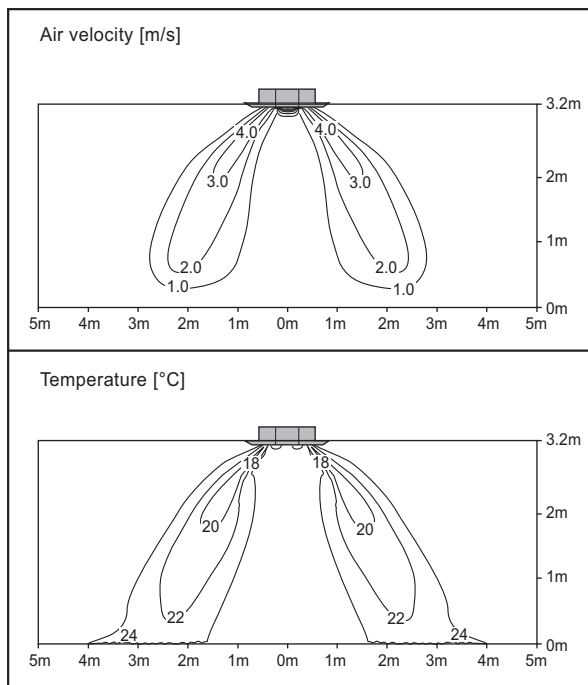 Air velocity [m/s]
3.2m
4.0 4.0
3.0 3.0
2m
1m
2.0 2.0
1.0 1.0
0m
5m 4m 3m 2m 1m 0m 1m 2m 3m 4m 5m
Temperature [°C]
3.2m
18 18
20 20
2m
1m
22 22
24 24
0m
5m 4m 3m 2m 1m 0m 1m 2m 3m 4m 5m